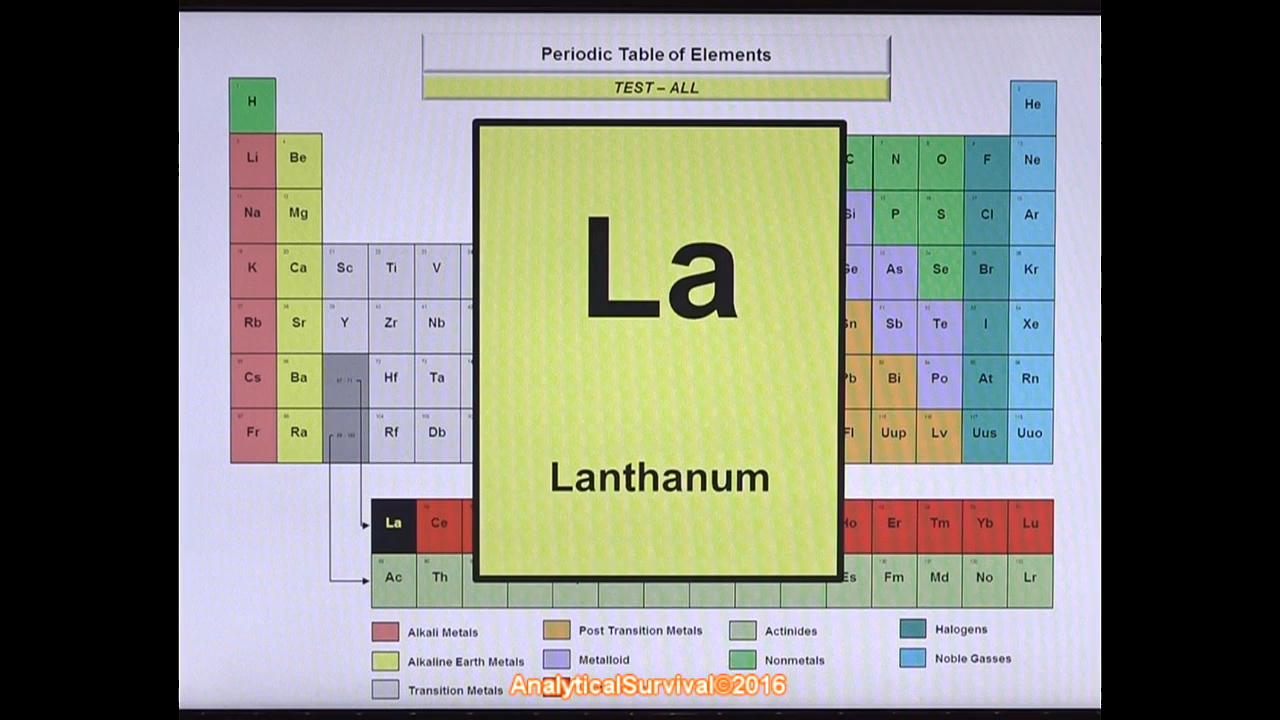 Periodic Table of Elements
TEST – ALL
H He
Li Be C N O F Ne
Na Mg Si P S Cl Ar
K Ca Sc Ti V As Se Br Kr
Rb Sr Y Zr Nb Sb Te I Xe
Cs Ba Hf Ta Bi Po At Rn
Fr Ra Rf Db Fl Uup Lv Uus Uuo
La
Lanthanum
La Ce Ho Er Tm Yb Lu
Ac Th Es Fm Md No Lr
Alkali Metals Post Transition Metals Actinides Halogens
Alkaline Earth Metals Metalloid Nonmetals Noble Gasses
Transition Metals
AnalyticalSurvival©2016